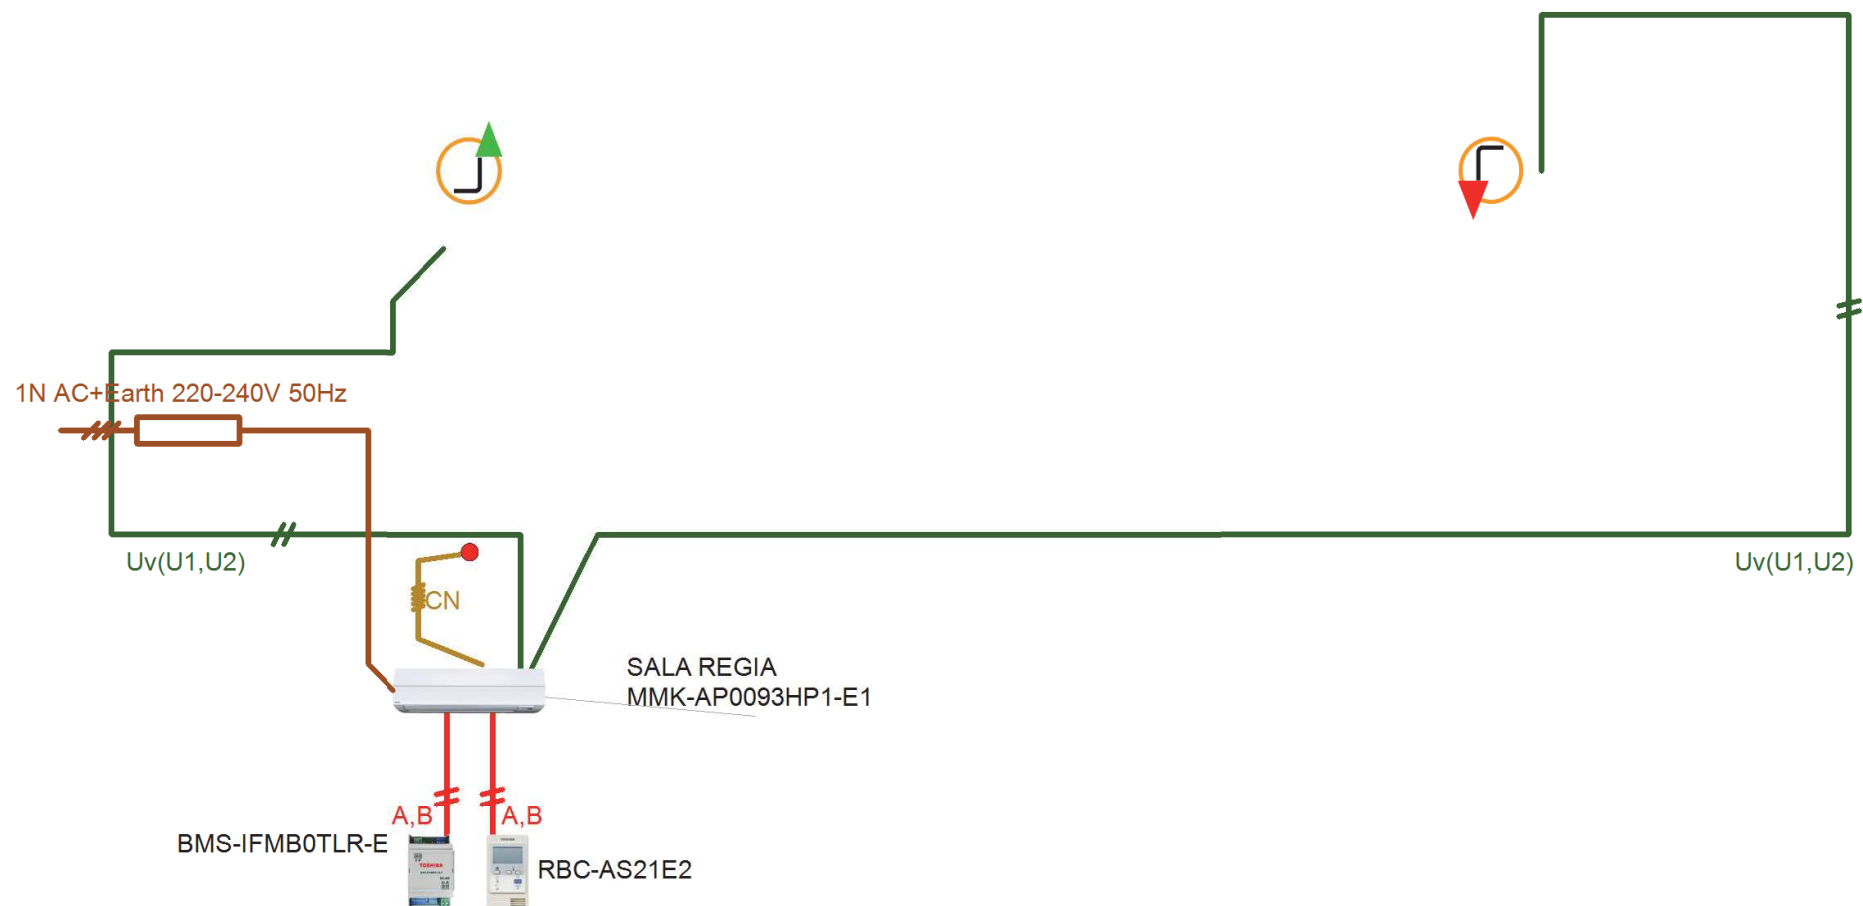 1N AC+Earth 220-240V 50Hz
Uv(U1,U2)
Uv(U1,U2)
CN
SALA REGIA
MMK-AP0093HP1-E1
A,B
A,B
BMS-IFMB0TLR-E
TOSHIBA
RBC-AS21E2